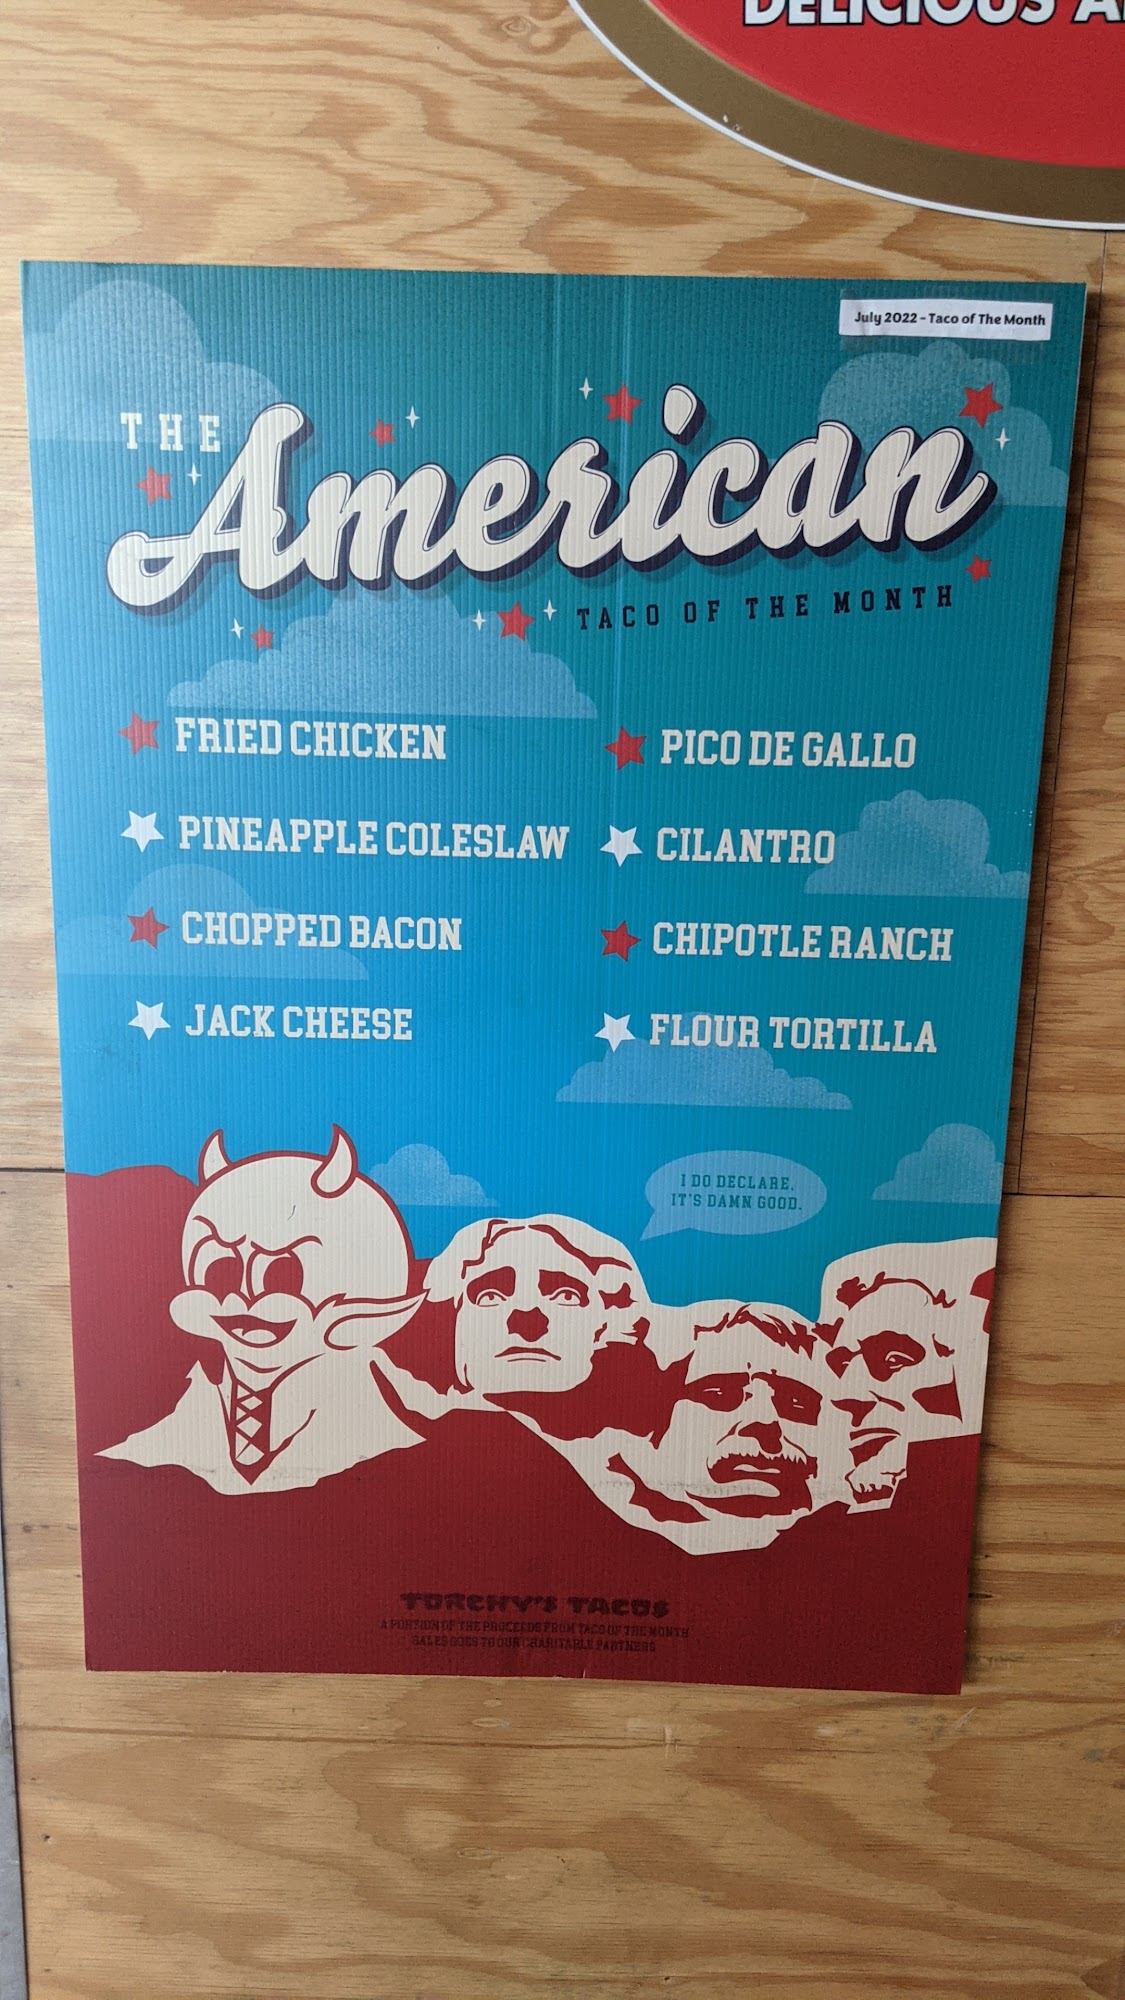 DELICIOUS A
July 2022 - Taco of The Month
THE
American
TACO OF THE MONTH
FRIED CHICKEN
PINEAPPLE COLESLAW
CHOPPED BACON
JACK CHEESE
PICO DE GALLO
CILANTRO
CHIPOTLE RANCH
FLOUR TORTILLA
I DO DECLARE,
IT'S DAMN GOOD.
TORCHY'S TACOS
A PORTION OF THE PROCEEDS FROM TACO OF THE MONTH
SALES GOES TO OUR CHARITABLE PARTNERS